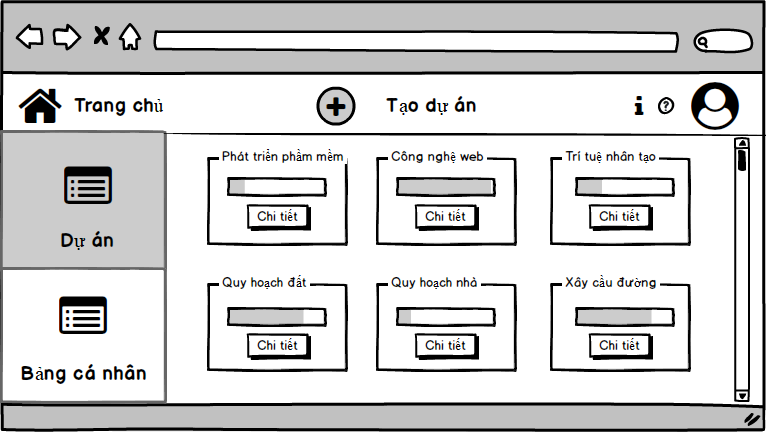 Trang chủ
Tạo dự án
i
?
Phát triển phầm mềm
Công nghệ web
Trí tuệ nhân tạo
Chi tiết
Chi tiết
Chi tiết
Dự án
Quy hoạch đất
Quy hoạch nhà
Xây cầu đường
Chi tiết
Chi tiết
Chi tiết
Bảng cá nhân